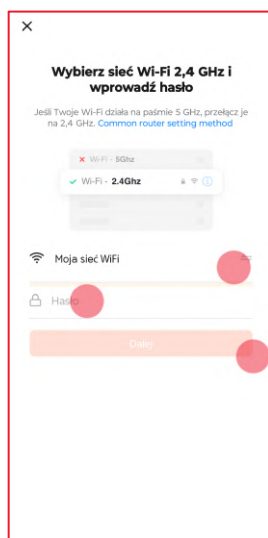 Wybierz sieć Wi-Fi 2,4 GHz i
wprowadź hasło
Jeśli Twoje Wi-Fi działa na paśmie 5 GHz, przełącz je
na 2,4 GHz. Common router setting method
Wi-Fi - 5Ghz
Wi-Fi - 2.4Ghz
Moja sieć WiFi
Hasło
Dalej